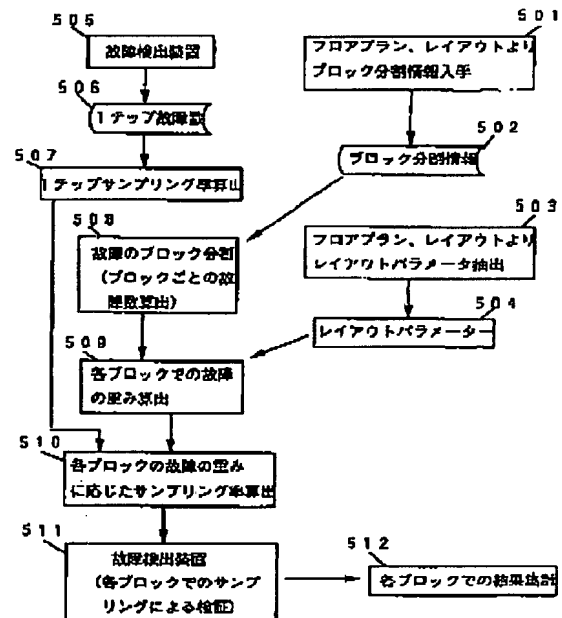 505
故障検出装置
506
1チップ故障数
507
1チップサンプリング率算出
508
故障のブロック分割
(ブロックごとの故
障数算出)
509
各ブロックでの故障
の重み算出
510
各ブロックの故障の重み
に応じたサンプリング率算出
511
故障検出装置
(各ブロックでのサンプ
リングによる検証)
501
フロアプラン、レイアウトより
ブロック分割情報入手
502
ブロック分割情報
503
フロアプラン、レイアウトより
レイアウトパラメータ抽出
504
レイアウトパラメーター
512
各ブロックでの結果集計